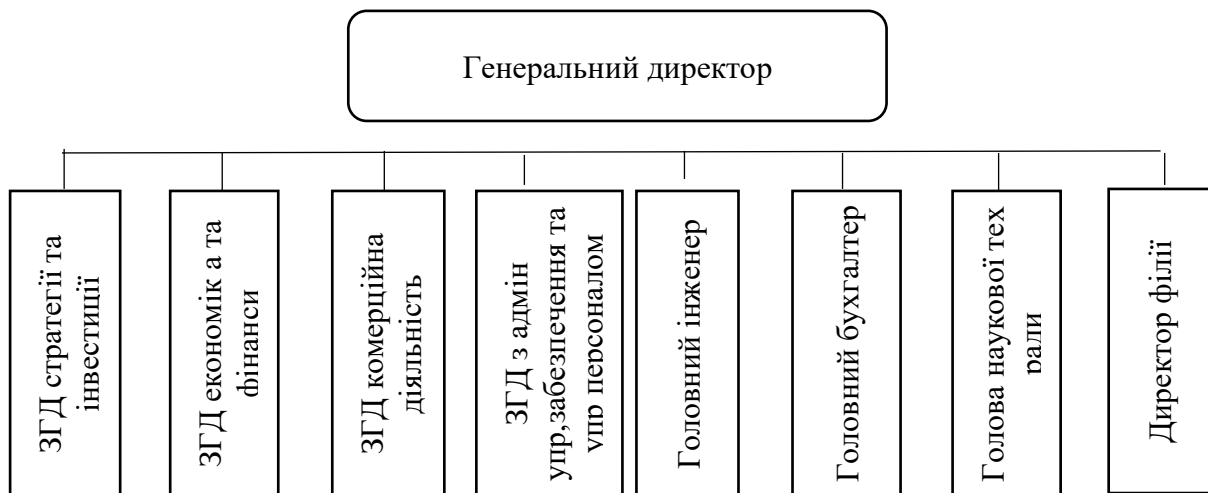 Генеральний директор
ЗГД стратегії та
інвестиції
ЗГД економік а та
фінанси
ЗГД комерційна
діяльність
ЗГД з адмін
упр,забезпечення та
упр персоналом
Головний інженер
Головний бухгалтер
Голова наукової тех
ради
Директор філії